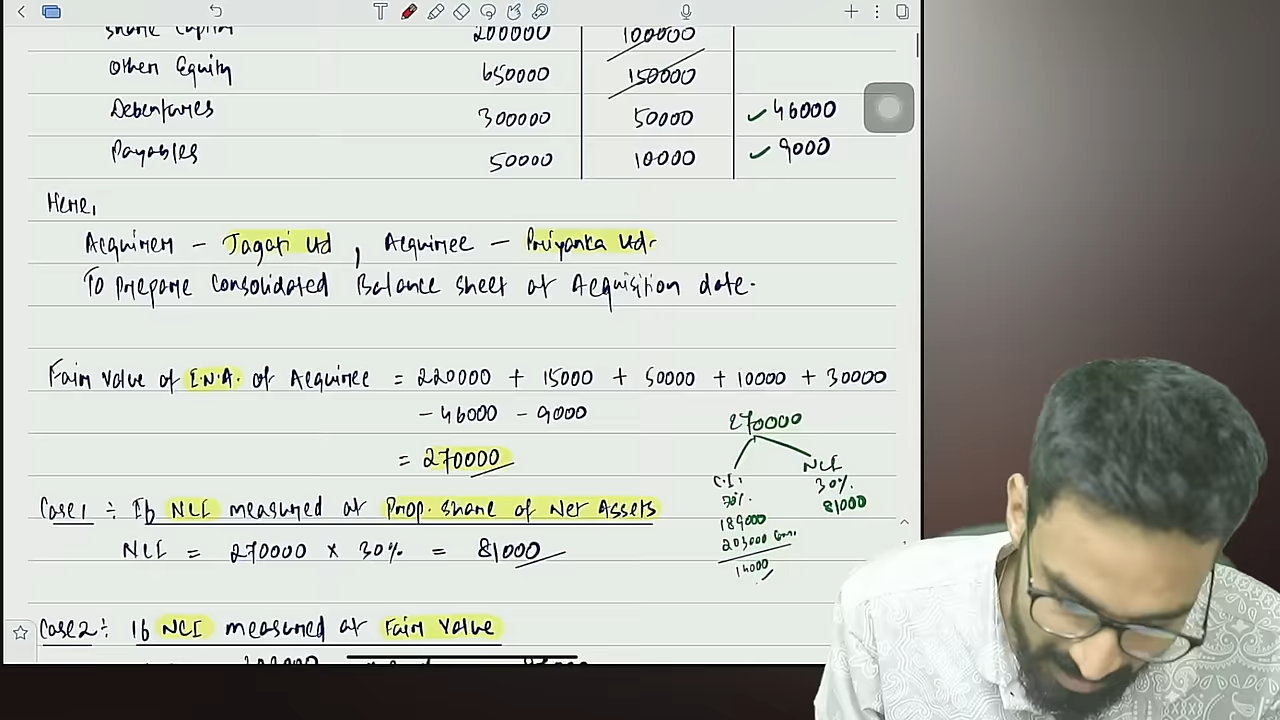 Share Capital 200000 100000
Other Equity 650000 150000
Debentures 300000 50000 ✓ 46000
Payables 50000 10000 ✓ 9000
Here,
Acquirer - Jagati Ltd, Acquiree - Priyanka Ltd.
To prepare Consolidated Balance sheet at Acquisition date.
Fair value of I.N.A. of Acquiree = 220000 + 15000 + 50000 + 10000 + 30000
- 46000 - 9000
= 270000
270000
C.I. NCI
70% 30%
189000 81000
203000
14000
Case 1 ÷ If NCI measured at Prop. share of Net Assets
NCI = 270000 × 30% = 81000
Case 2 ÷ If NCI measured at Fair value